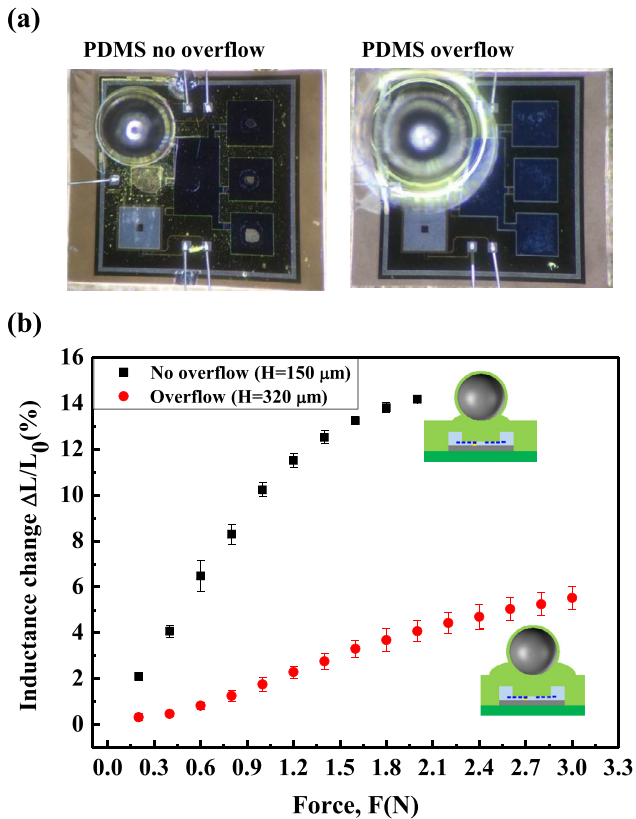 (a)
PDMS no overflow PDMS overflow
(b)
Inductance change ΔL/L₀(%)
16
14
12
10
8
6
4
2
0
No overflow (H=150 μm)
Overflow (H=320 μm)
0.0 0.3 0.6 0.9 1.2 1.5 1.8 2.1 2.4 2.7 3.0 3.3
Force, F(N)